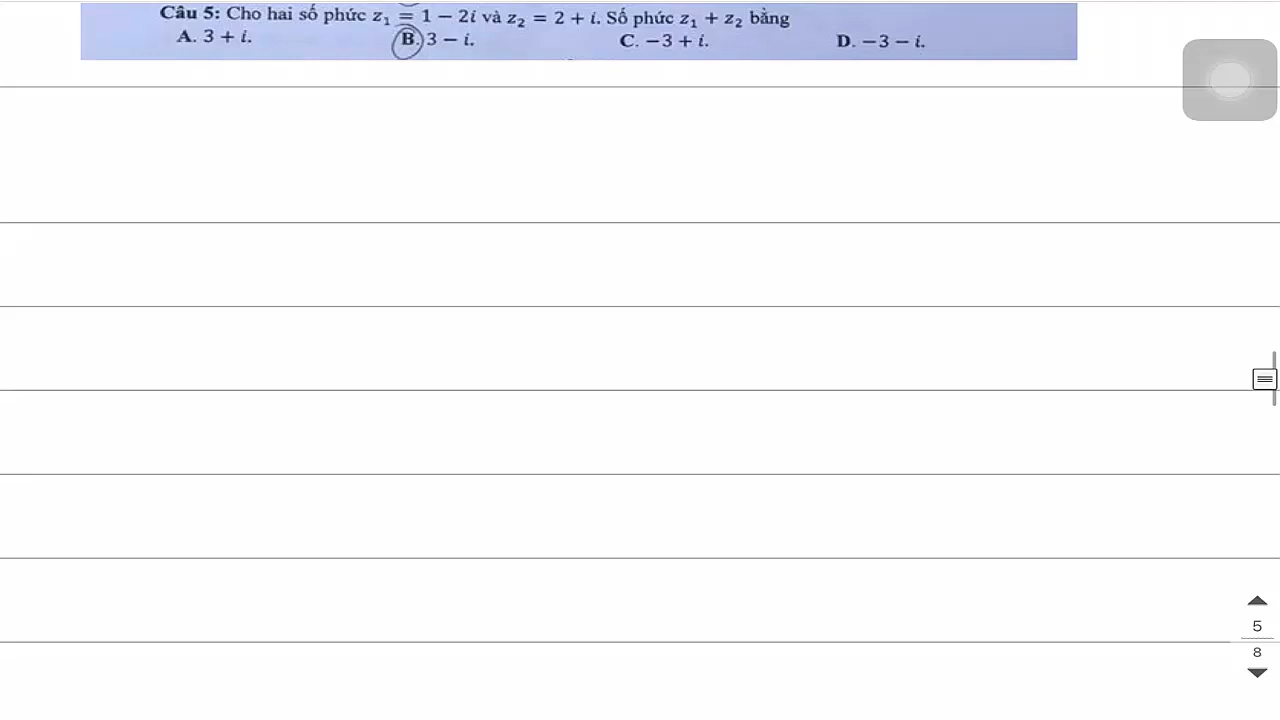 Câu 5: Cho hai số phức z₁ = 1 − 2i và z₂ = 2 + i. Số phức z₁ + z₂ bằng
A. 3 + i. B. 3 − i. C. −3 + i. D. −3 − i.
5
8